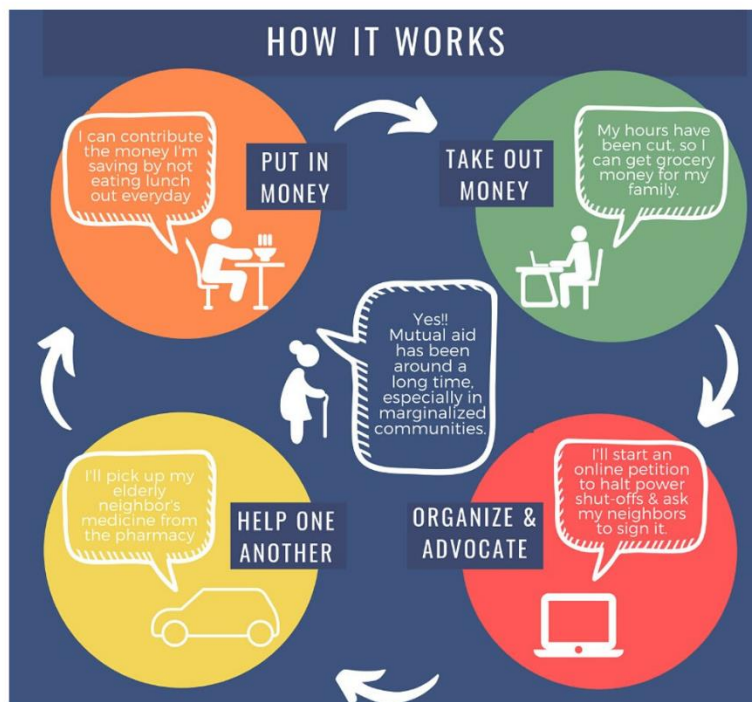 HOW IT WORKS
I can contribute
the money I'm
saving by not
eating lunch
out everyday
PUT IN
MONEY
TAKE OUT
MONEY
My hours have
been cut, so I
can get grocery
money for my
family.
Yes!!
Mutual aid
has been
around a
long time,
especially in
marginalized
communities.
I'll pick up my
elderly
neighbor's
medicine from
the pharmacy
HELP ONE
ANOTHER
ORGANIZE &
ADVOCATE
I'll start an
online petition
to halt power
shut-offs & ask
my neighbors
to sign it.